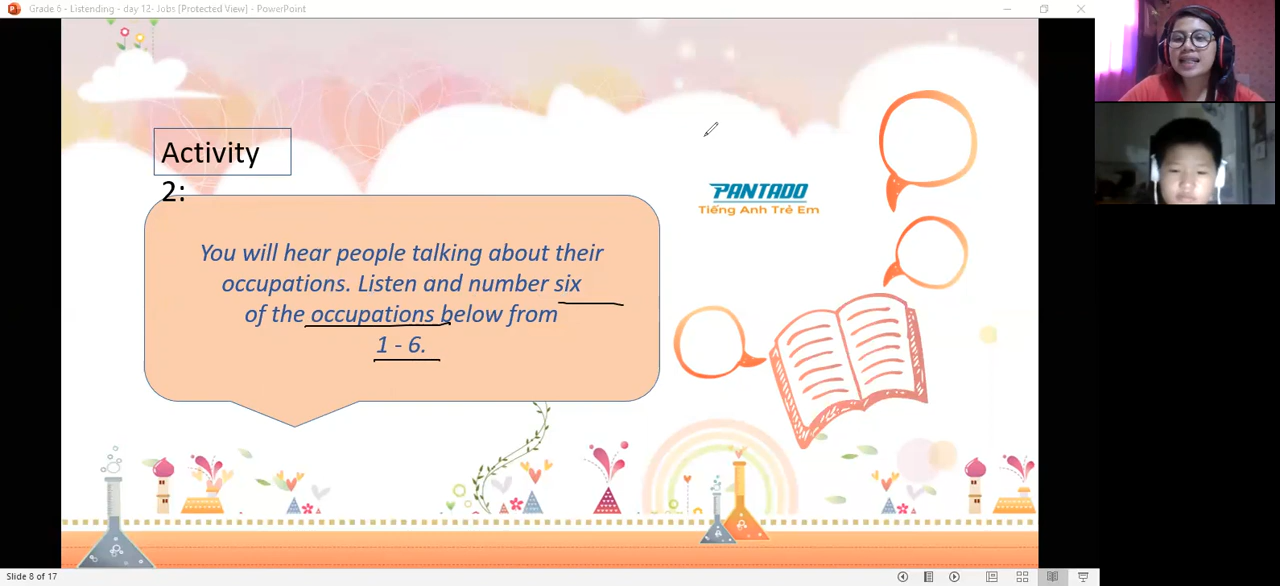 Grade 6 - Listending - day 12- Jobs [Protected View] - PowerPoint
Activity
2:
PANTADO
Tiếng Anh Trẻ Em
You will hear people talking about their
occupations. Listen and number six
of the occupations below from
1 - 6.
Slide 8 of 17